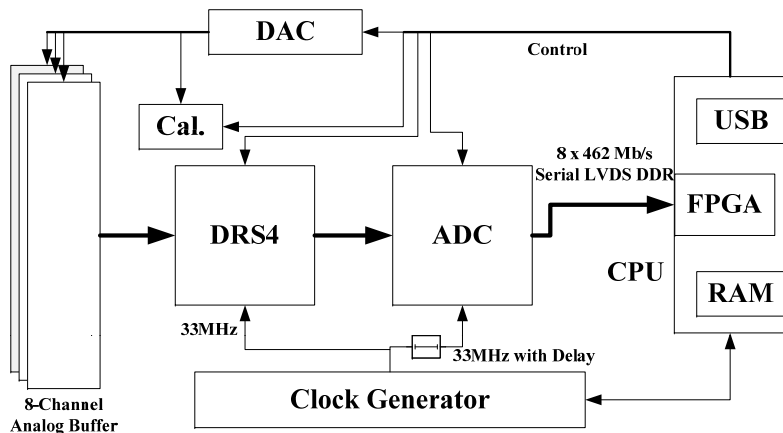 DAC
Control
Cal.
USB
8 x 462 Mb/s
Serial LVDS DDR
DRS4
ADC
FPGA
CPU
RAM
33MHz
33MHz with Delay
Clock Generator
8-Channel
Analog Buffer